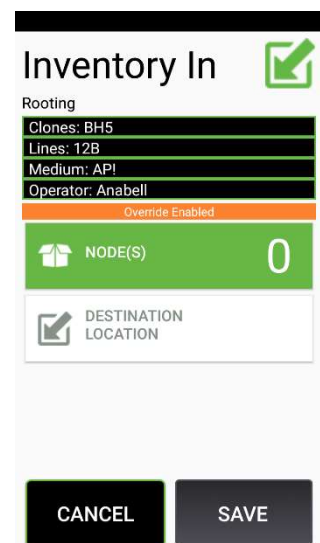 Inventory In
Rooting
Clones: BH5
Lines: 12B
Medium: AP!
Operator: Anabell
Override Enabled
NODE(S) 0
DESTINATION
LOCATION
CANCEL SAVE